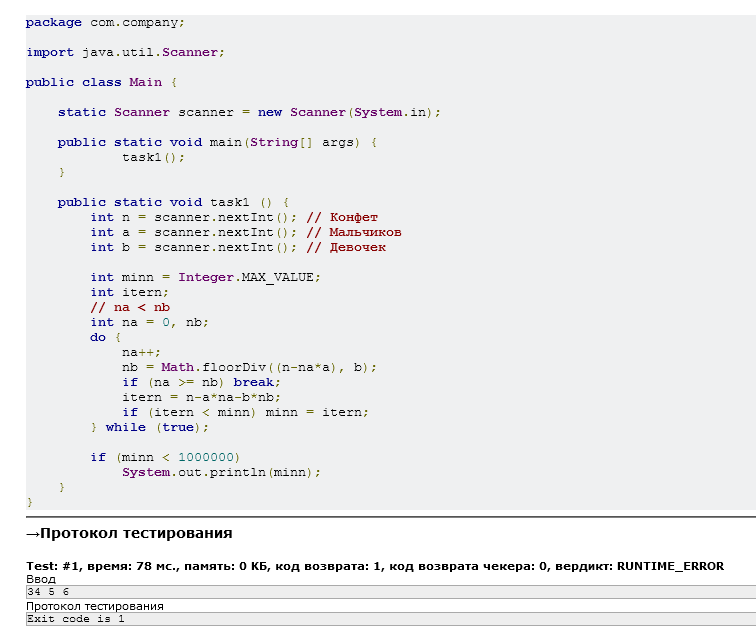 package com.company;
import java.util.Scanner;
public class Main {
static Scanner scanner = new Scanner(System.in);
public static void main(String[] args) {
task1();
}
public static void task1 () {
int n = scanner.nextInt(); // Конфет
int a = scanner.nextInt(); // Мальчиков
int b = scanner.nextInt(); // Девочек
int minn = Integer.MAX_VALUE;
int itern;
// na < nb
int na = 0, nb;
do {
na++;
nb = Math.floorDiv((n-na*a), b);
if (na >= nb) break;
itern = n-a*na-b*nb;
if (itern < minn) minn = itern;
} while (true);
if (minn < 1000000)
System.out.println(minn);
}
}
→Протокол тестирования
Test: #1, время: 78 мс., память: 0 КБ, код возврата: 1, код возврата чекера: 0, вердикт: RUNTIME_ERROR
Ввод
34 5 6
Протокол тестирования
Exit code is 1